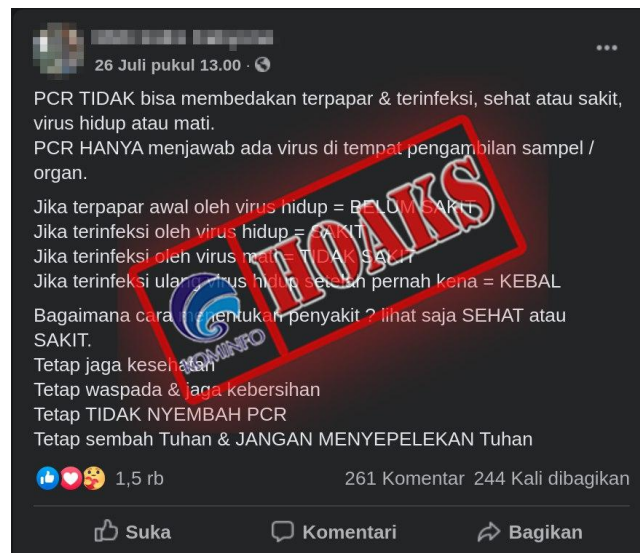 26 Juli pukul 13.00 ·
PCR TIDAK bisa membedakan terpapar & terinfeksi, sehat atau sakit,
virus hidup atau mati.
PCR HANYA menjawab ada virus di tempat pengambilan sampel /
organ.
Jika terpapar awal oleh virus hidup = BELUM SAKIT
Jika terinfeksi oleh virus hidup = SAKIT
Jika terinfeksi oleh virus mati = TIDAK SAKIT
Jika terinfeksi ulang virus hidup setelah pernah kena = KEBAL
HOAKS
KOMINFO
Bagaimana cara menentukan penyakit ? lihat saja SEHAT atau
SAKIT.
Tetap jaga kesehatan
Tetap waspada & jaga kebersihan
Tetap TIDAK NYEMBAH PCR
Tetap sembah Tuhan & JANGAN MENYEPELEKAN Tuhan
1,5 rb 261 Komentar 244 Kali dibagikan
Suka Komentari Bagikan